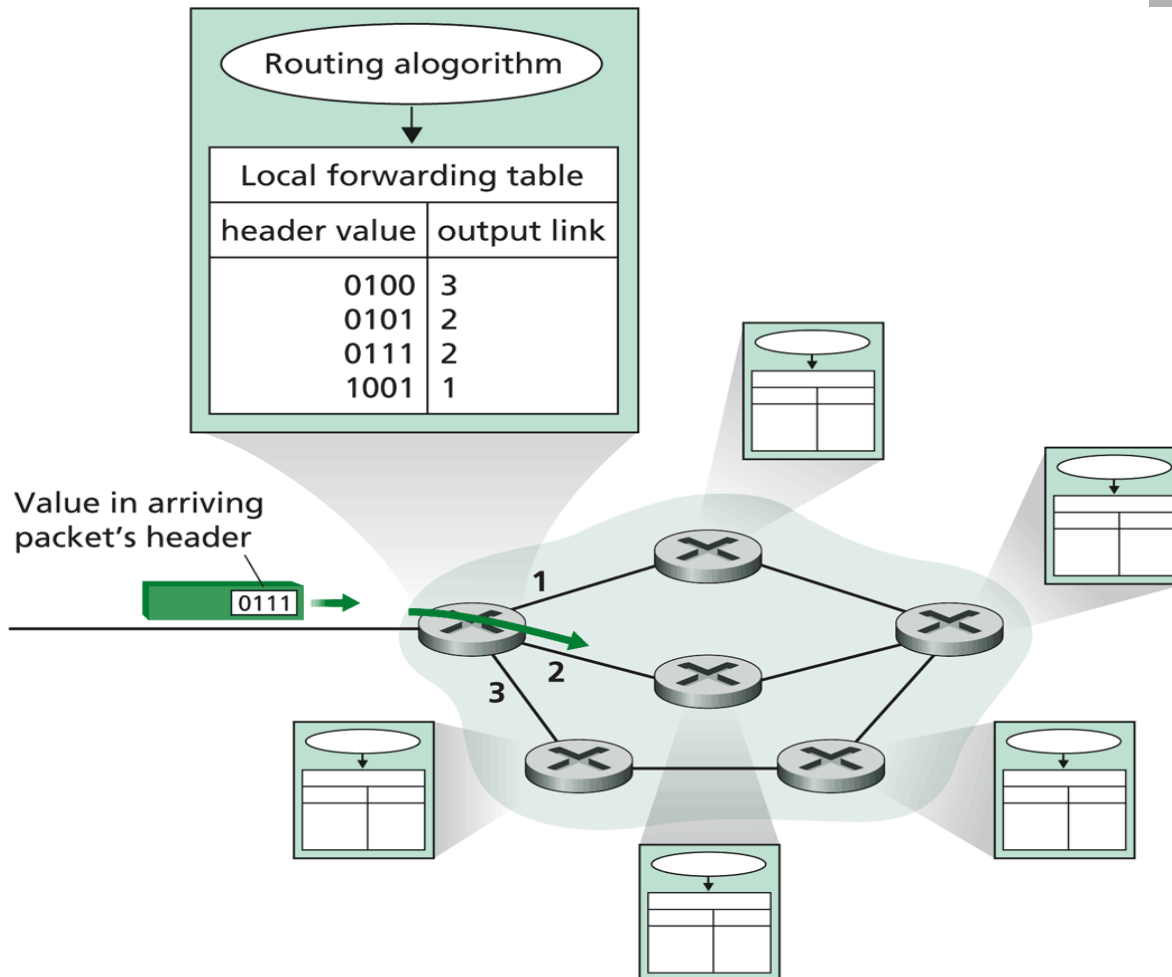 Routing alogorithm
Local forwarding table
header value output link
0100 3
0101 2
0111 2
1001 1
Value in arriving
packet's header
0111
1
2
3